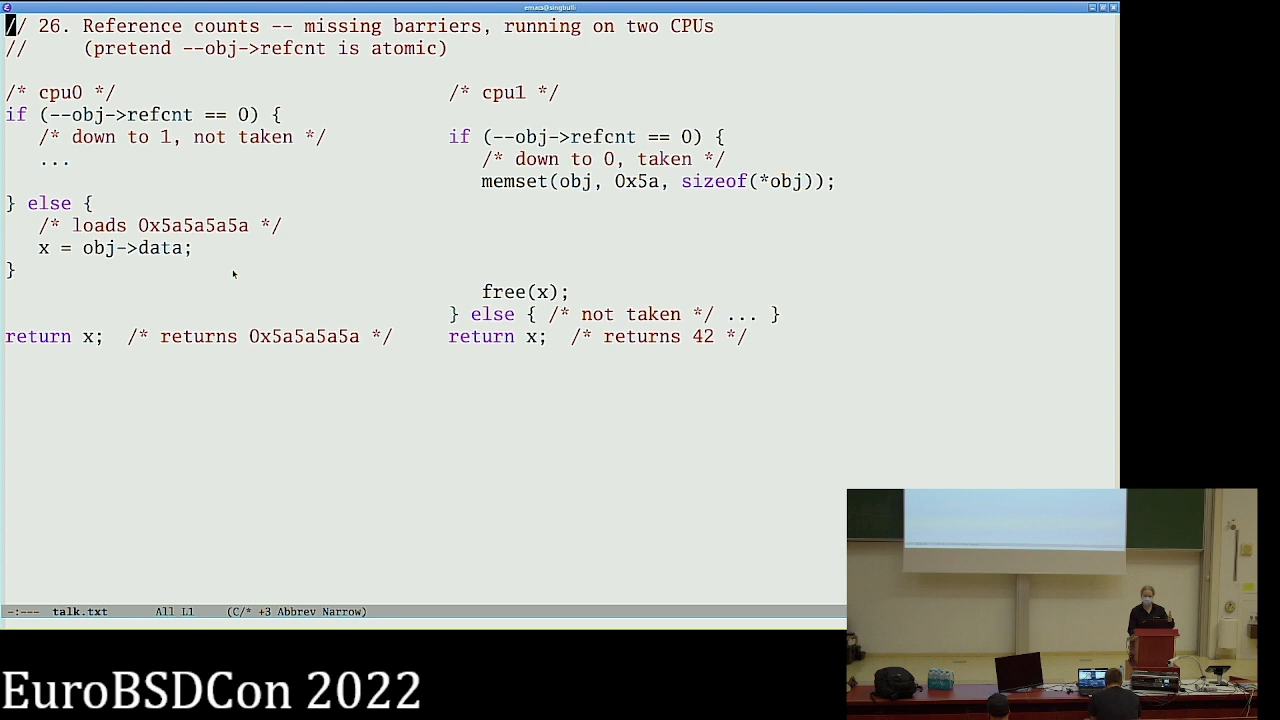 emacs@singbulli
// 26. Reference counts -- missing barriers, running on two CPUs
//     (pretend --obj->refcnt is atomic)
/* cpu0 */                              /* cpu1 */
if (--obj->refcnt == 0) {
   /* down to 1, not taken */           if (--obj->refcnt == 0) {
   ...                                     /* down to 0, taken */
                                           memset(obj, 0x5a, sizeof(*obj));
} else {
   /* loads 0x5a5a5a5a */
   x = obj->data;
}
                                           free(x);
                                        } else { /* not taken */ ... }
return x;  /* returns 0x5a5a5a5a */     return x;  /* returns 42 */
-:---  talk.txt      All L1    (C/* +3 Abbrev Narrow)
EuroBSDCon 2022